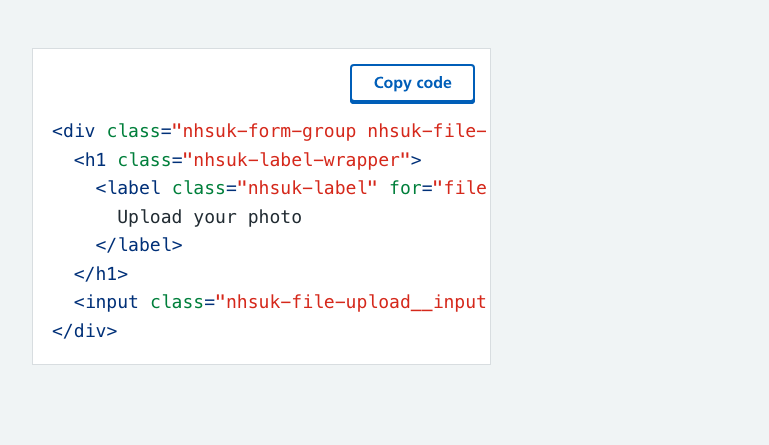 Copy code
<div class="nhsuk-form-group nhsuk-file-
<h1 class="nhsuk-label-wrapper">
<label class="nhsuk-label" for="file
Upload your photo
</label>
</h1>
<input class="nhsuk-file-upload__input
</div>